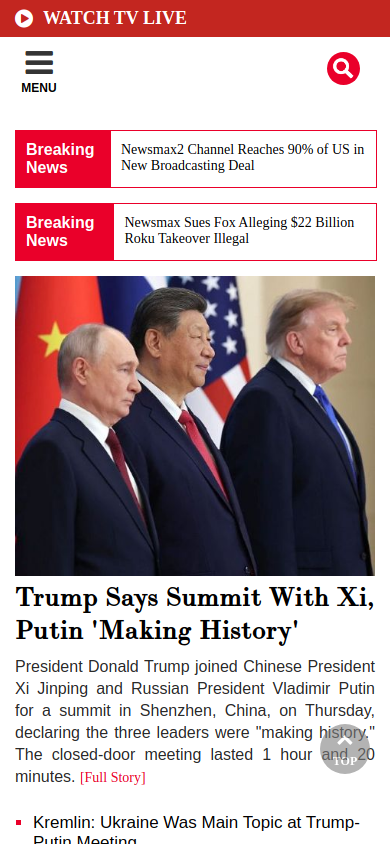 WATCH TV LIVE
MENU
Breaking
News
Newsmax2 Channel Reaches 90% of US in
New Broadcasting Deal
Breaking
News
Newsmax Sues Fox Alleging $22 Billion
Roku Takeover Illegal
Trump Says Summit With Xi,
Putin 'Making History'
President Donald Trump joined Chinese President
Xi Jinping and Russian President Vladimir Putin
for a summit in Shenzhen, China, on Thursday,
declaring the three leaders were "making history."
The closed-door meeting lasted 1 hour and 20
minutes. [Full Story]
TOP
Kremlin: Ukraine Was Main Topic at Trump-
Putin Meeting